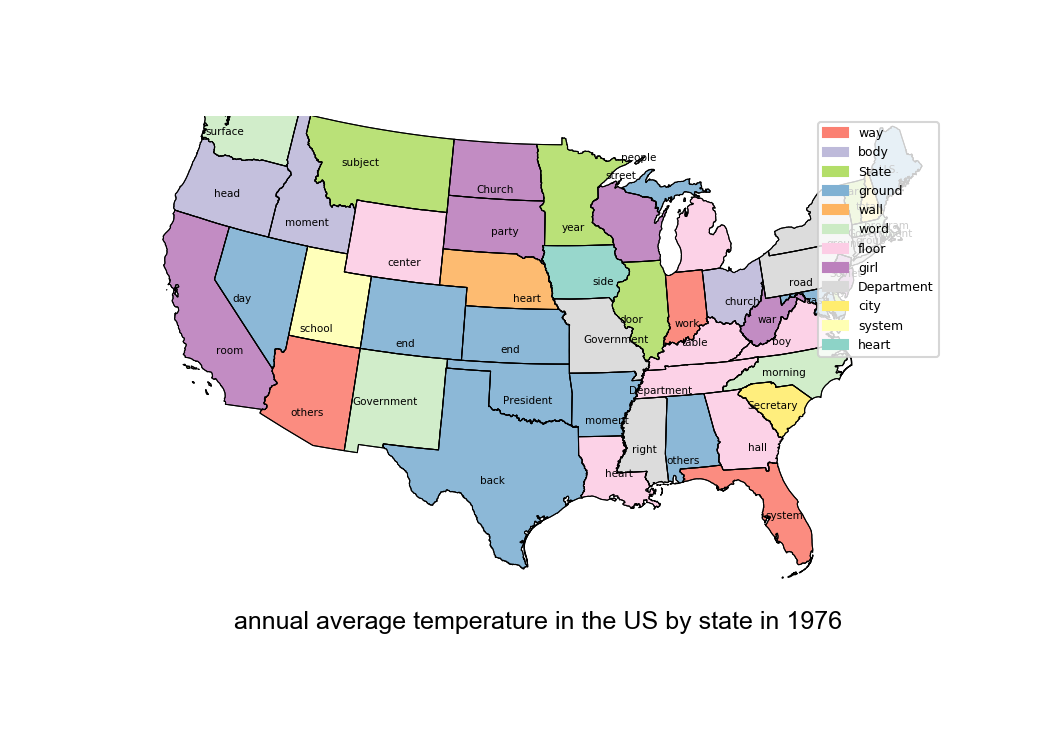 surface
people
subject
street
head
Church
moment
year
party
center
side
road
day
heart
church
door
work
war
school
Government
table
boy
end
end
room
morning
Department
President
Government
Secretary
others
moment
right
hall
others
heart
back
system
way
body
State
ground
wall
word
floor
girl
Department
city
system
heart
annual average temperature in the US by state in 1976